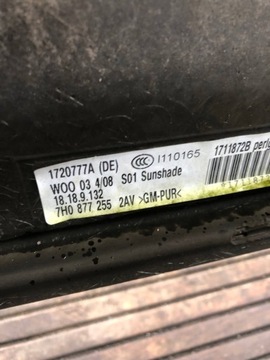 1720777A (DE) CCC I110165 1711872B
WOO 03 4/08 S01 Sunshade
18.18.9.132
7H0 877 255 2AV >GM-PUR<